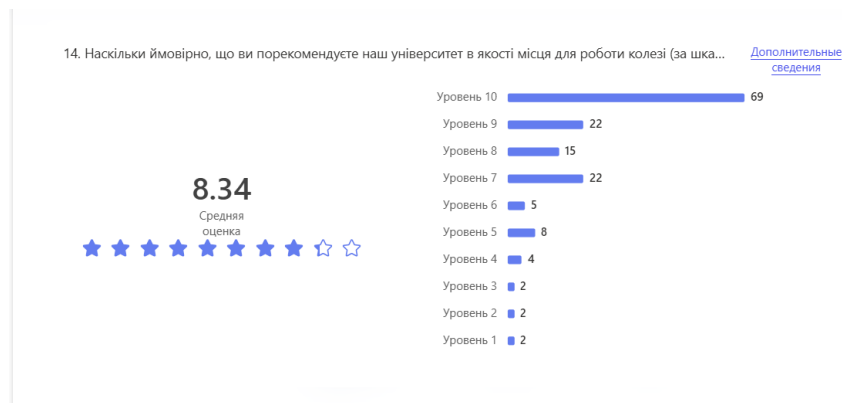 14. Наскільки ймовірно, що ви порекомендуєте наш університет в якості місця для роботи колезі (за шка...
Дополнительные
сведения
8.34
Средняя
оценка
Уровень 10 69
Уровень 9 22
Уровень 8 15
Уровень 7 22
Уровень 6 5
Уровень 5 8
Уровень 4 4
Уровень 3 2
Уровень 2 2
Уровень 1 2